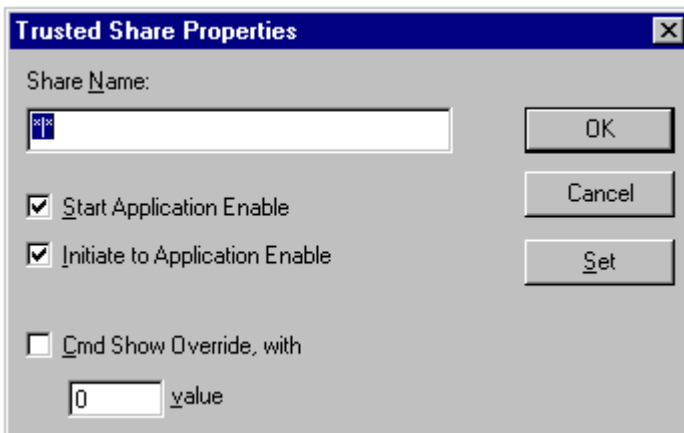 Trusted Share Properties
Share Name:
*|*
OK
Start Application Enable
Cancel
Initiate to Application Enable
Set
Cmd Show Override, with
0 value